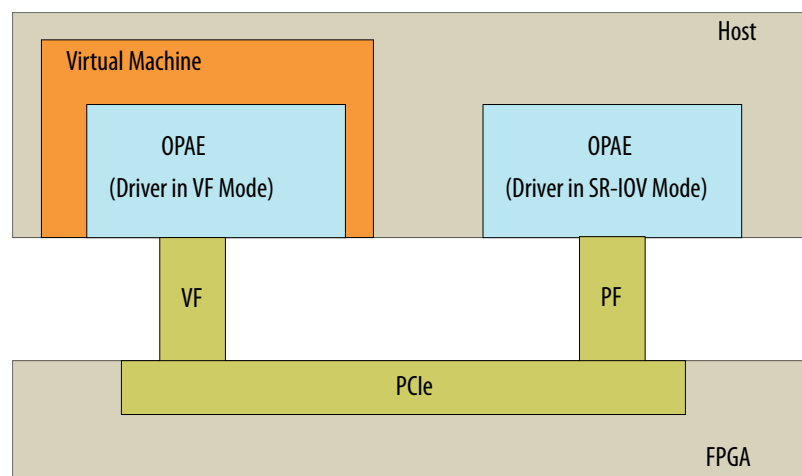 Host
Virtual Machine
OPAE
(Driver in VF Mode)
OPAE
(Driver in SR-IOV Mode)
VF
PF
PCIe
FPGA